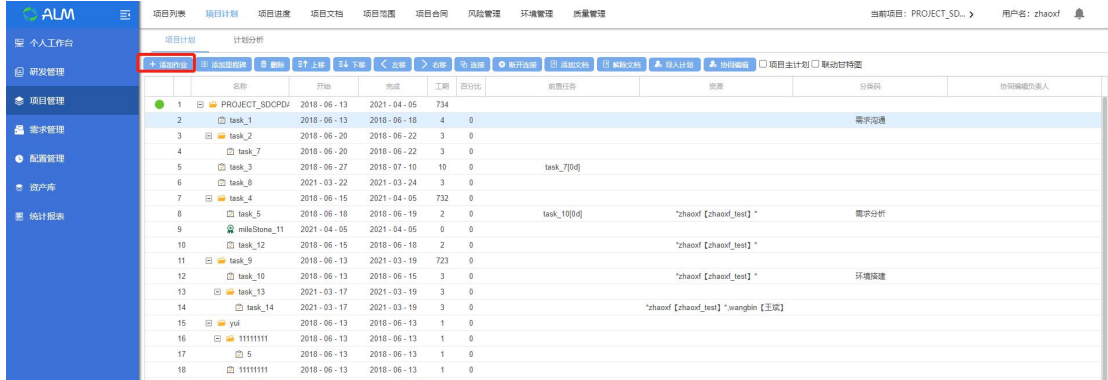 ALM 项目列表 项目计划 项目进度 项目文档 项目范围 项目合同 风险管理 环境管理 质量管理 当前项目: PROJECT_SD... 用户名: zhaoxf
个人工作台
研发管理
项目管理
需求管理
配置管理
资产库
统计报表
项目计划 计划分析
添加作业 添加里程碑 删除 上移 下移 左移 右移 连接 断开连接 添加文档 解除文档 导入计划 协同编辑 项目主计划 联动甘特图
名称 开始 完成 工期 百分比 前置任务 资源 分类码 协同编辑负责人
1 PROJECT_SDCPD 2018 - 06 - 13 2021 - 04 - 05 734
2 task_1 2018 - 06 - 13 2018 - 06 - 18 4 0 需求沟通
3 task_2 2018 - 06 - 20 2018 - 06 - 22 3 0
4 task_7 2018 - 06 - 20 2018 - 06 - 22 3 0
5 task_3 2018 - 06 - 27 2018 - 07 - 10 10 0 task_7[0d]
6 task_8 2021 - 03 - 22 2021 - 03 - 24 3 0
7 task_4 2018 - 06 - 15 2021 - 04 - 05 732 0
8 task_5 2018 - 06 - 18 2018 - 06 - 19 2 0 task_10[0d] "zhaoxf【zhaoxf_test】" 需求分析
9 mileStone_11 2021 - 04 - 05 2021 - 04 - 05 0 0
10 task_12 2018 - 06 - 15 2018 - 06 - 18 2 0 "zhaoxf【zhaoxf_test】"
11 task_9 2018 - 06 - 13 2021 - 03 - 19 723 0
12 task_10 2018 - 06 - 13 2018 - 06 - 15 3 0 "zhaoxf【zhaoxf_test】" 环境搭建
13 task_13 2021 - 03 - 17 2021 - 03 - 19 3 0
14 task_14 2021 - 03 - 17 2021 - 03 - 19 3 0 "zhaoxf【zhaoxf_test】",wangbin【王斌】
15 yui 2018 - 06 - 13 2018 - 06 - 13 1 0
16 11111111 2018 - 06 - 13 2018 - 06 - 13 1 0
17 5 2018 - 06 - 13 2018 - 06 - 13 1 0
18 11111111 2018 - 06 - 13 2018 - 06 - 13 1 0